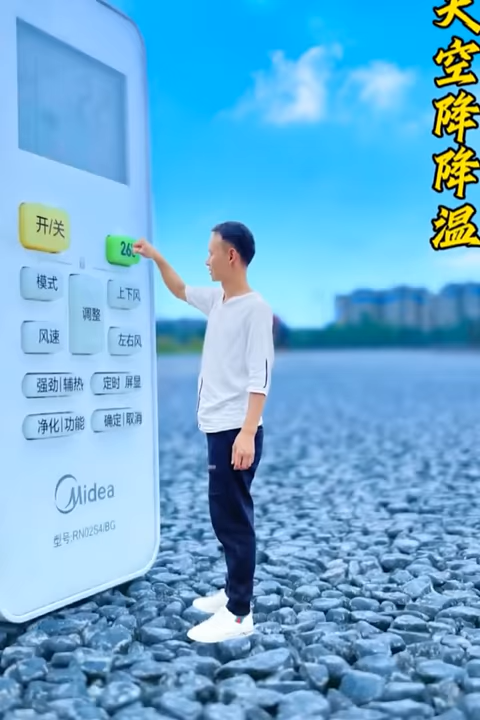 天空降降温
开/关
26
模式
调整
上下风
风速
左右风
强劲|辅热
定时 屏显
净化|功能
确定|取消
Midea
型号:RN02S4/BG